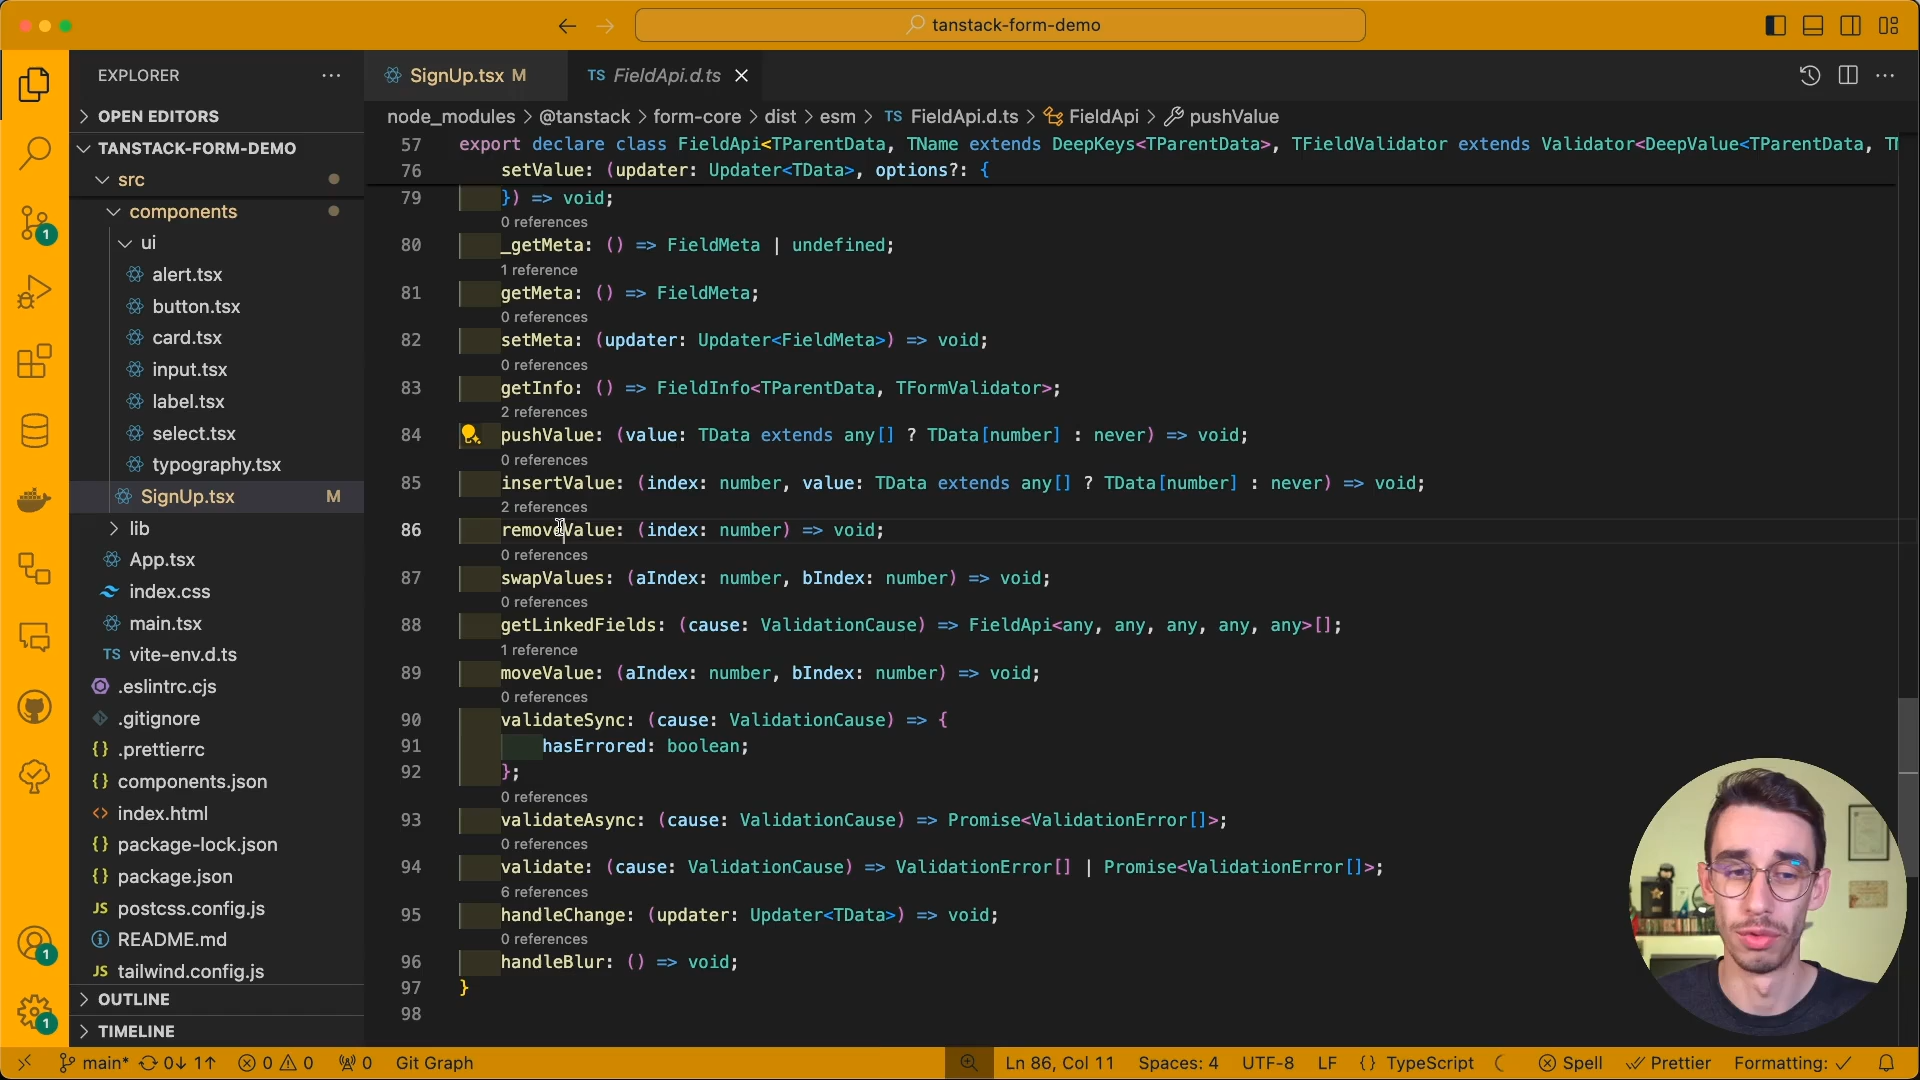 tanstack-form-demo
EXPLORER
OPEN EDITORS
TANSTACK-FORM-DEMO
src
components
ui
alert.tsx
button.tsx
card.tsx
input.tsx
label.tsx
select.tsx
typography.tsx
SignUp.tsx M
lib
App.tsx
index.css
main.tsx
TS vite-env.d.ts
.eslintrc.cjs
.gitignore
{} .prettierrc
{} components.json
<> index.html
{} package-lock.json
{} package.json
JS postcss.config.js
README.md
JS tailwind.config.js
OUTLINE
TIMELINE
1
1
1
SignUp.tsx M
TS FieldApi.d.ts
node_modules > @tanstack > form-core > dist > esm > TS FieldApi.d.ts > FieldApi > pushValue
57 export declare class FieldApi<TParentData, TName extends DeepKeys<TParentData>, TFieldValidator extends Validator<DeepValue<TParentData, T
76 setValue: (updater: Updater<TData>, options?: {
79 }) => void;
0 references
80 _getMeta: () => FieldMeta | undefined;
1 reference
81 getMeta: () => FieldMeta;
0 references
82 setMeta: (updater: Updater<FieldMeta>) => void;
0 references
83 getInfo: () => FieldInfo<TParentData, TFormValidator>;
2 references
84 pushValue: (value: TData extends any[] ? TData[number] : never) => void;
0 references
85 insertValue: (index: number, value: TData extends any[] ? TData[number] : never) => void;
2 references
86 removeValue: (index: number) => void;
0 references
87 swapValues: (aIndex: number, bIndex: number) => void;
0 references
88 getLinkedFields: (cause: ValidationCause) => FieldApi<any, any, any, any, any>[];
1 reference
89 moveValue: (aIndex: number, bIndex: number) => void;
0 references
90 validateSync: (cause: ValidationCause) => {
91 hasErrored: boolean;
92 };
0 references
93 validateAsync: (cause: ValidationCause) => Promise<ValidationError[]>;
0 references
94 validate: (cause: ValidationCause) => ValidationError[] | Promise<ValidationError[]>;
6 references
95 handleChange: (updater: Updater<TData>) => void;
0 references
96 handleBlur: () => void;
97 }
98
main* 0↓ 1↑ 0 0 0 Git Graph Ln 86, Col 11 Spaces: 4 UTF-8 LF {} TypeScript Spell Prettier Formatting: ✓